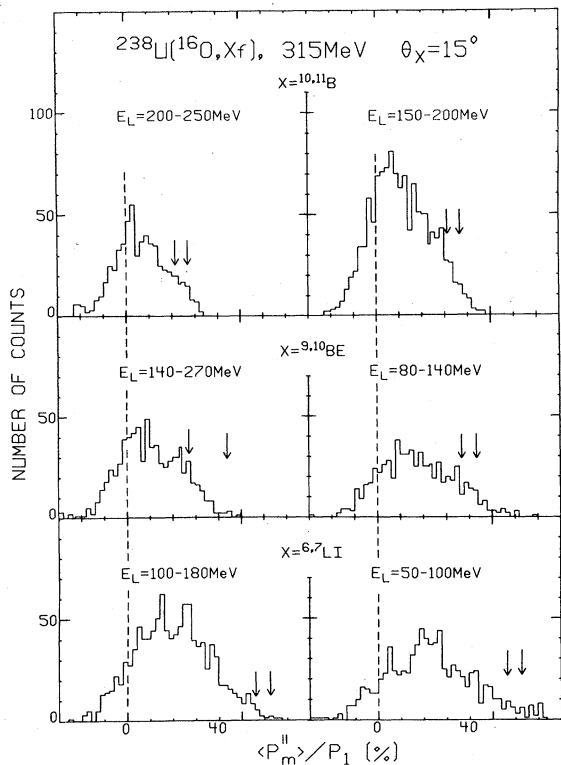 ²³⁸U(¹⁶O,Xf), 315MeV θ_X=15°
X=¹⁰,¹¹B
E_L=200-250MeV
E_L=150-200MeV
100
50
0
X=⁹,¹⁰BE
E_L=140-270MeV
E_L=80-140MeV
50
0
X=⁶,⁷LI
E_L=100-180MeV
E_L=50-100MeV
50
0
0 40 0 40
NUMBER OF COUNTS
⟨P_m^∥⟩/P₁ (%)